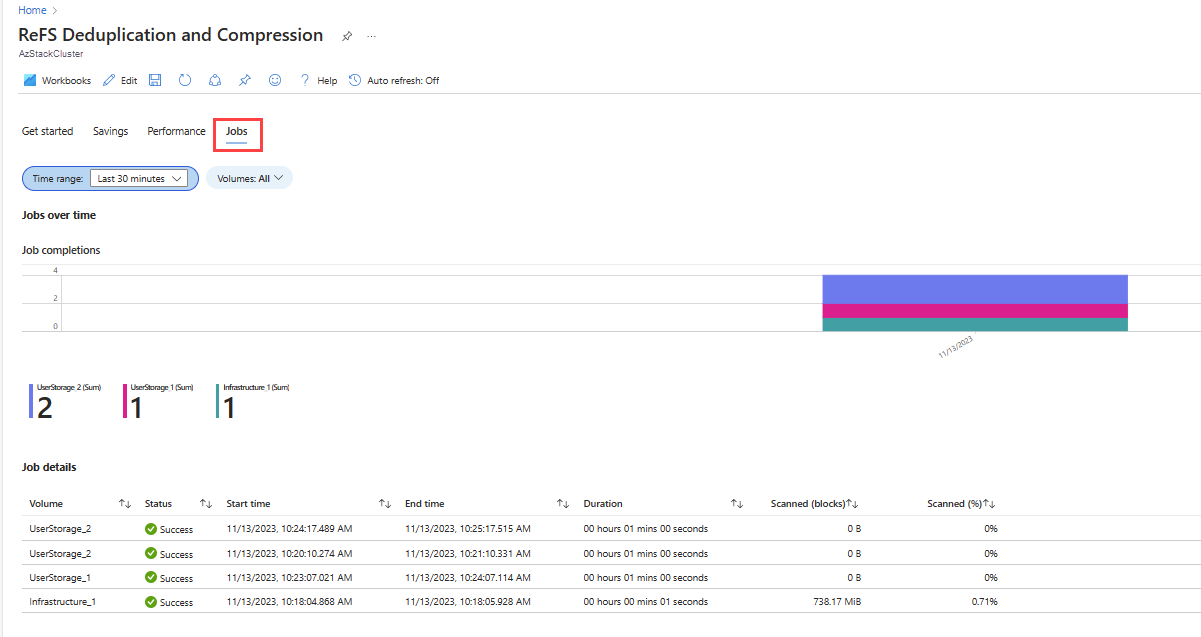 Home >
ReFS Deduplication and Compression ...
AzStackCluster
Workbooks Edit ? Help Auto refresh: Off
Get started Savings Performance Jobs
Time range: Last 30 minutes Volumes: All
Jobs over time
Job completions
4
2
0
11/13/2023
UserStorage_2 (Sum) UserStorage_1 (Sum) Infrastructure_1 (Sum)
2 1 1
Job details
Volume ↑↓ Status ↑↓ Start time ↑↓ End time ↑↓ Duration ↑↓ Scanned (blocks)↑↓ Scanned (%)↑↓
UserStorage_2 Success 11/13/2023, 10:24:17.489 AM 11/13/2023, 10:25:17.515 AM 00 hours 01 mins 00 seconds 0 B 0%
UserStorage_2 Success 11/13/2023, 10:20:10.274 AM 11/13/2023, 10:21:10.331 AM 00 hours 01 mins 00 seconds 0 B 0%
UserStorage_1 Success 11/13/2023, 10:23:07.021 AM 11/13/2023, 10:24:07.114 AM 00 hours 01 mins 00 seconds 0 B 0%
Infrastructure_1 Success 11/13/2023, 10:18:04.868 AM 11/13/2023, 10:18:05.928 AM 00 hours 00 mins 01 seconds 738.17 MiB 0.71%